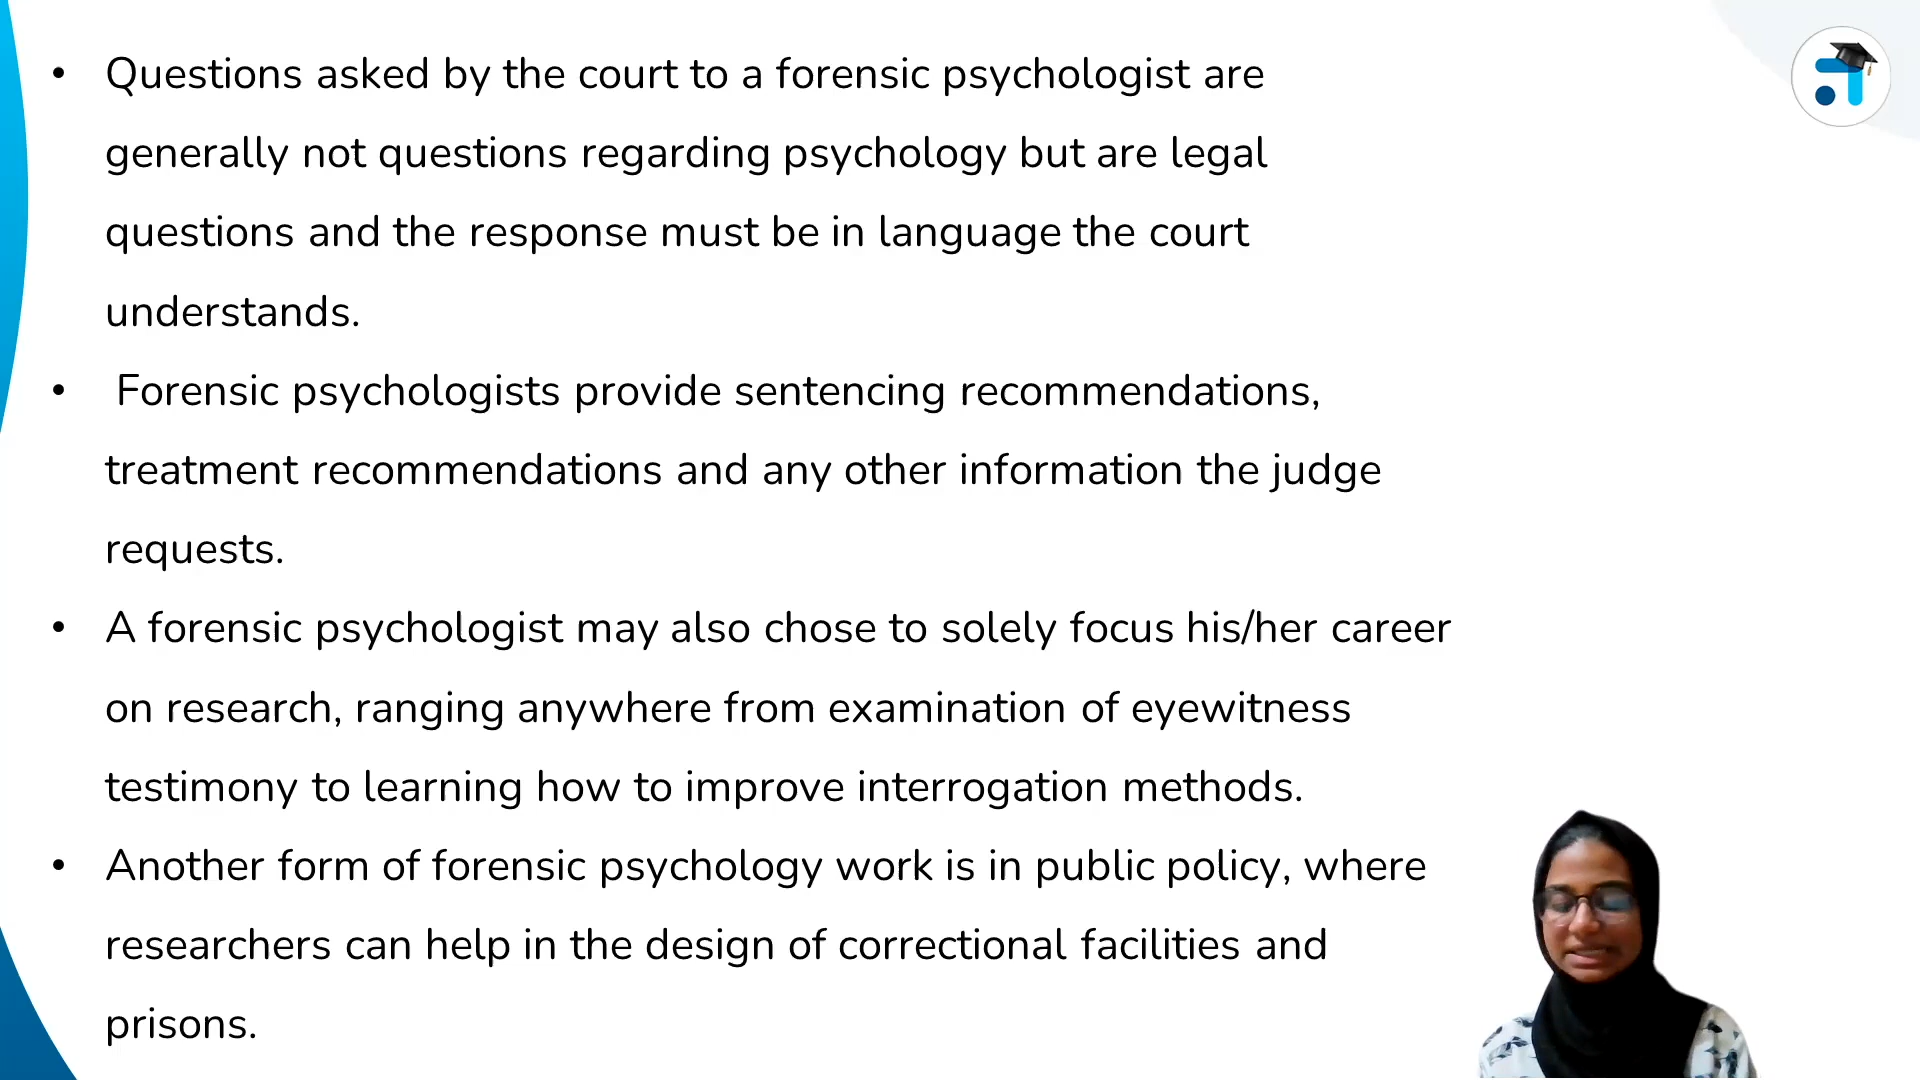 • Questions asked by the court to a forensic psychologist are
generally not questions regarding psychology but are legal
questions and the response must be in language the court
understands.
• Forensic psychologists provide sentencing recommendations,
treatment recommendations and any other information the judge
requests.
• A forensic psychologist may also chose to solely focus his/her career
on research, ranging anywhere from examination of eyewitness
testimony to learning how to improve interrogation methods.
• Another form of forensic psychology work is in public policy, where
researchers can help in the design of correctional facilities and
prisons.